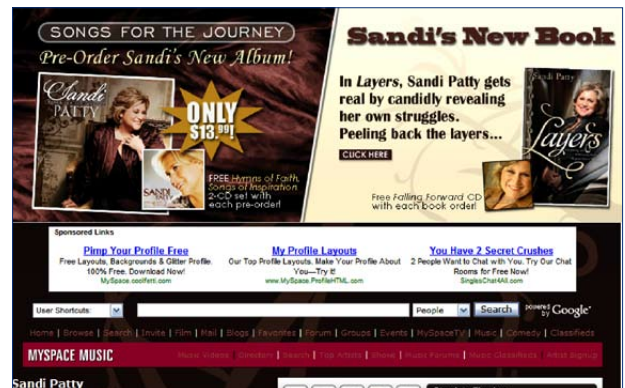 SONGS FOR THE JOURNEY
Pre-Order Sandi's New Album!
Sandi
PATTY
ONLY
$13.99!
SANDI
FREE Hymns of Faith,
Songs of Inspiration
2-CD set with
each pre-order!
Sandi's New Book
In Layers, Sandi Patty gets
real by candidly revealing
her own struggles.
Peeling back the layers...
CLICK HERE
Free Falling Forward CD
with each book order!
Sandi Patty
Layers
Sponsored Links
Pimp Your Profile Free
Free Layouts, Backgrounds & Glitter Profile.
100% Free. Download Now!
MySpace.coolfert.com
My Profile Layouts
Our Top Profile Layouts. Make Your Profile About
You—Try It!
www.MySpace.ProfileHTML.com
You Have 2 Secret Crushes
2 People Want to Chat with You. Try Our Chat
Rooms for Free Now!
SinglesChat4All.com
User Shortcuts: People Search powered by Google
Home | Browse | Search | Invite | Film | Mail | Blogs | Favorites | Forum | Groups | Events | MySpaceTV | Music | Comedy | Classifieds
MYSPACE MUSIC Music Videos | Directory | Search | Top Artists | Shows | Music Forums | Music Classifieds | Artist Signup
Sandi Patty